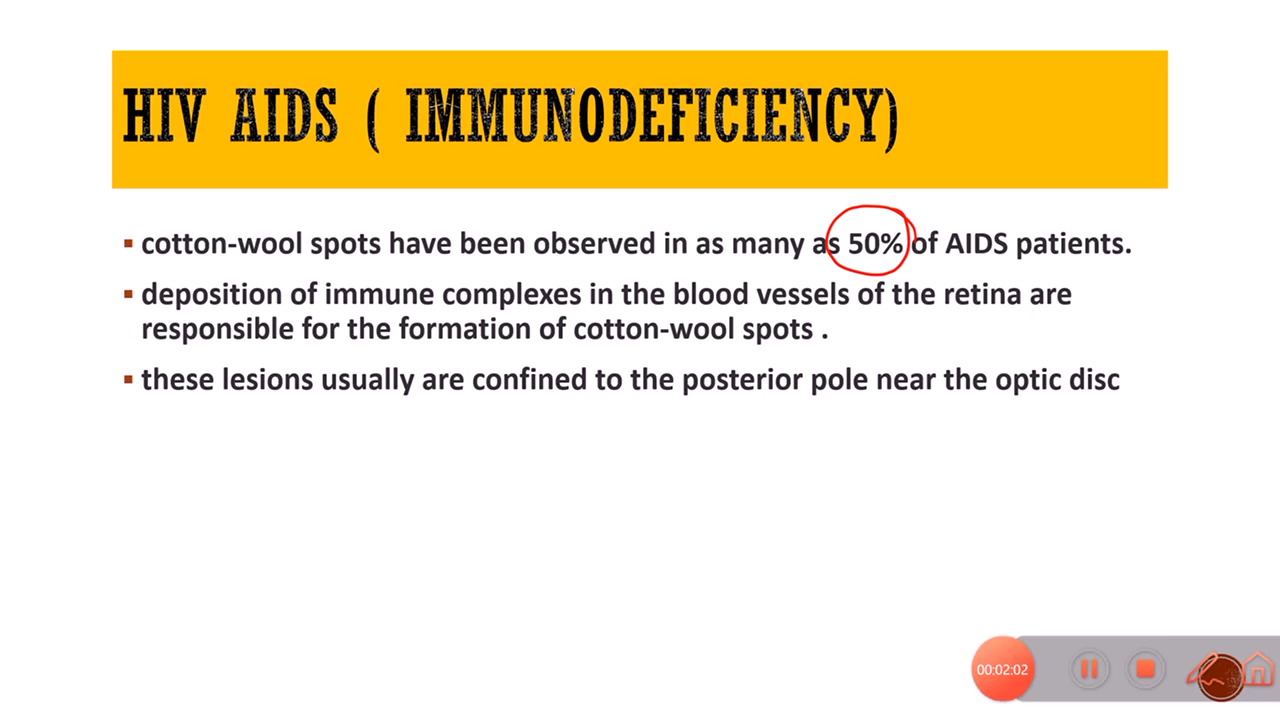 HIV AIDS ( IMMUNODEFICIENCY)
cotton-wool spots have been observed in as many as 50% of AIDS patients.
deposition of immune complexes in the blood vessels of the retina are
responsible for the formation of cotton-wool spots .
these lesions usually are confined to the posterior pole near the optic disc
00:02:02